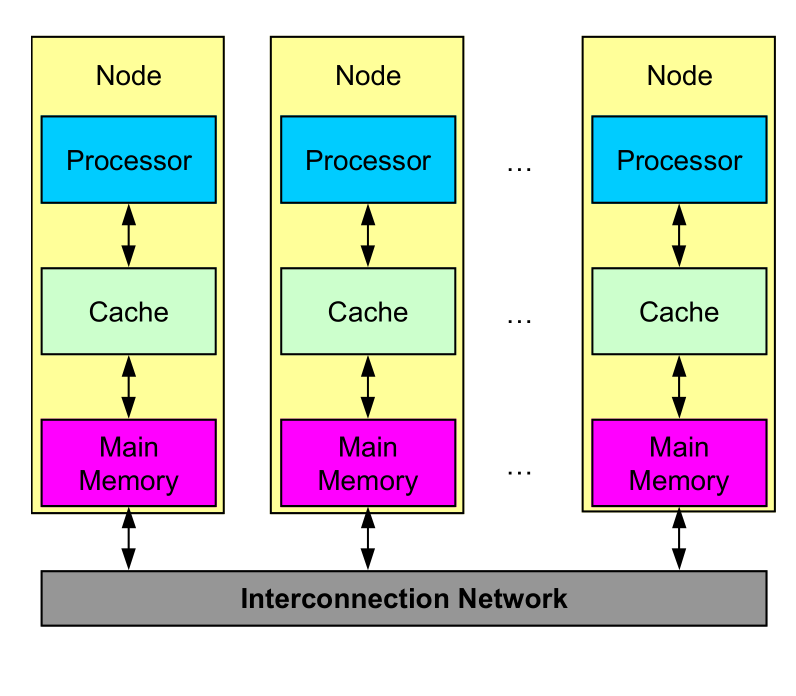 Node
Node
Node
Processor
Processor
...
Processor
Cache
Cache
...
Cache
Main
Memory
Main
Memory
...
Main
Memory
Interconnection Network